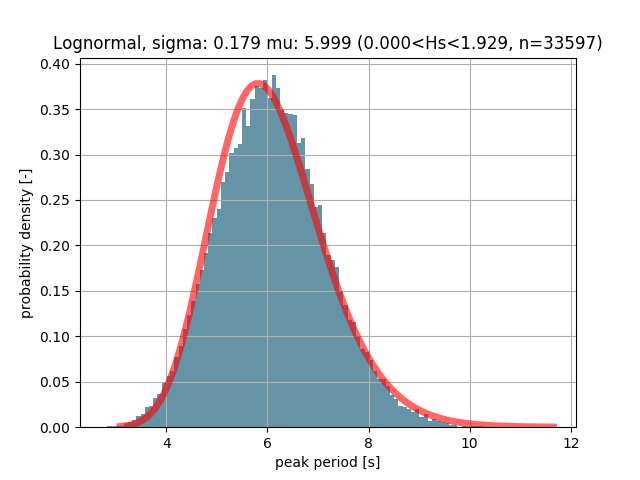 Lognormal, sigma: 0.179 mu: 5.999 (0.000<Hs<1.929, n=33597)
0.40
0.35
0.30
0.25
0.20
0.15
0.10
0.05
0.00
probability density [-]
4 6 8 10 12
peak period [s]